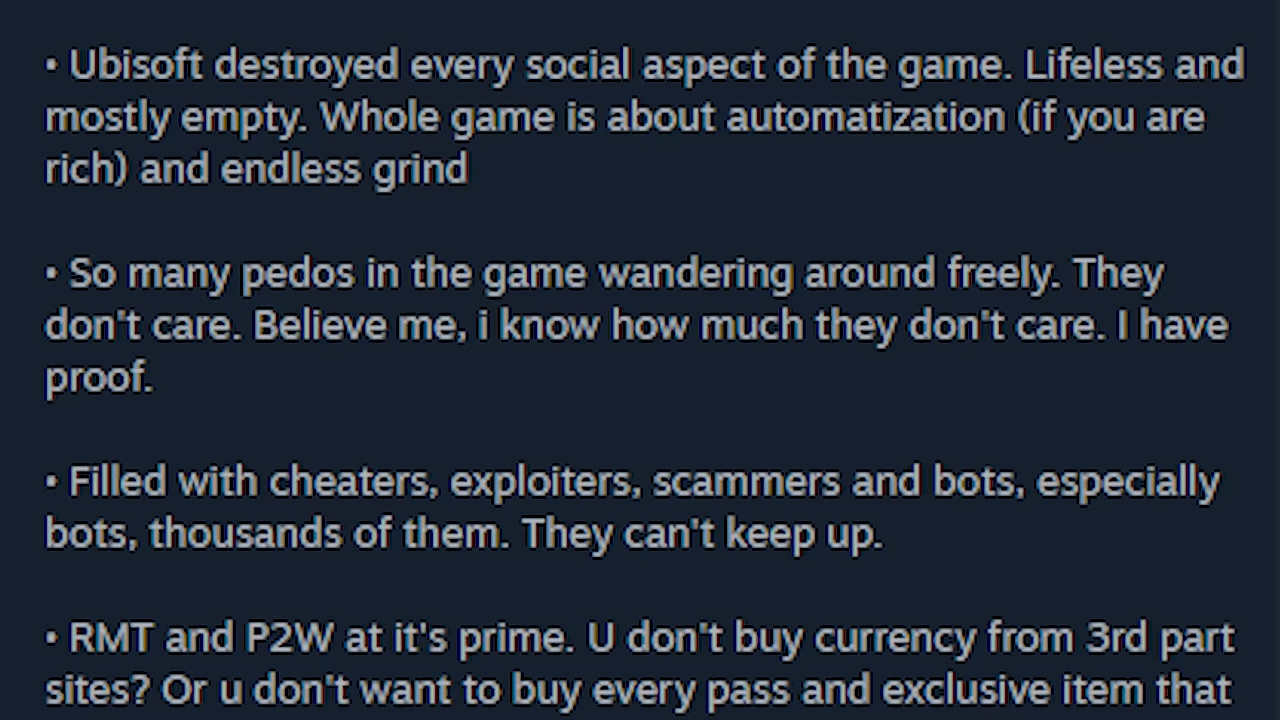 • Ubisoft destroyed every social aspect of the game. Lifeless and
mostly empty. Whole game is about automatization (if you are
rich) and endless grind
• So many pedos in the game wandering around freely. They
don't care. Believe me, i know how much they don't care. I have
proof.
• Filled with cheaters, exploiters, scammers and bots, especially
bots, thousands of them. They can't keep up.
• RMT and P2W at it's prime. U don't buy currency from 3rd part
sites? Or u don't want to buy every pass and exclusive item that